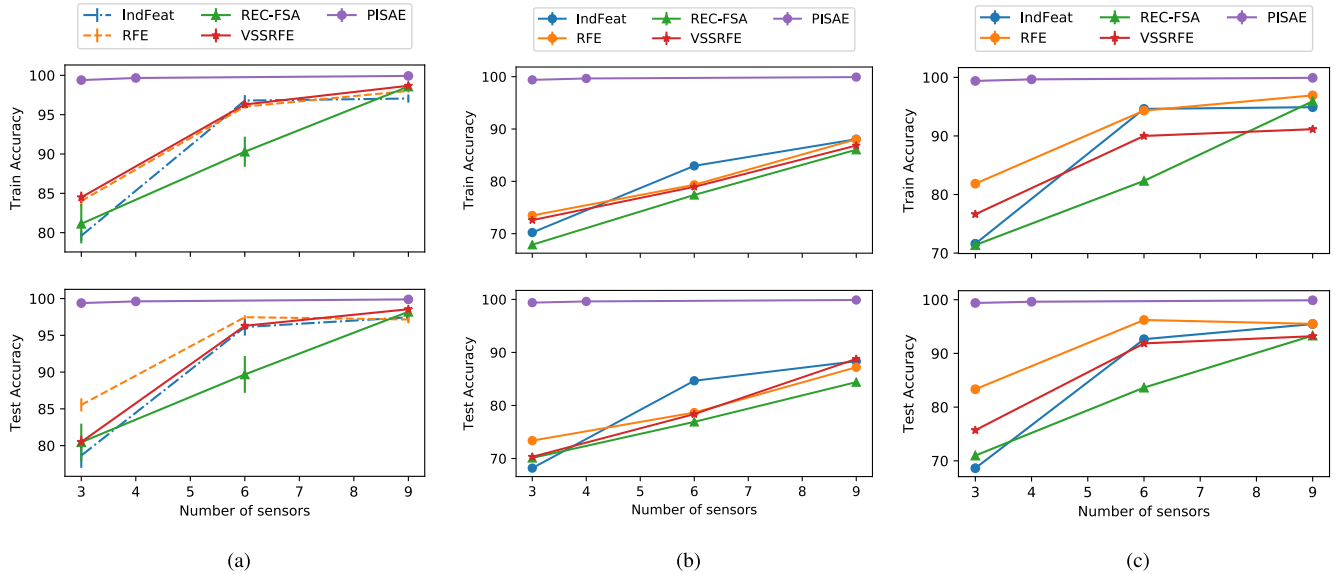 IndFeat REC-FSA PISAE
RFE VSSRFE
100
95
90
85
80
Train Accuracy
100
95
90
85
80
Test Accuracy
3 4 5 6 7 8 9
Number of sensors
(a)
IndFeat REC-FSA PISAE
RFE VSSRFE
100
90
80
70
Train Accuracy
100
90
80
70
Test Accuracy
3 4 5 6 7 8 9
Number of sensors
(b)
IndFeat REC-FSA PISAE
RFE VSSRFE
100
90
80
70
Train Accuracy
100
90
80
70
Test Accuracy
3 4 5 6 7 8 9
Number of sensors
(c)